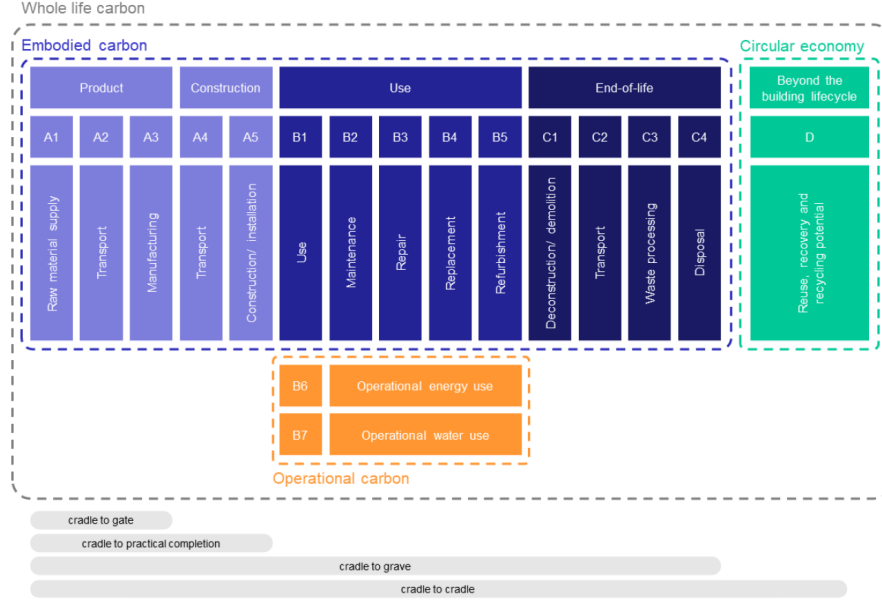 Whole life carbon
Embodied carbon
Circular economy
Product
Construction
Use
End-of-life
Beyond the
building lifecycle
A1
A2
A3
A4
A5
B1
B2
B3
B4
B5
C1
C2
C3
C4
D
Raw material supply
Transport
Manufacturing
Transport
Construction/ installation
Use
Maintenance
Repair
Replacement
Refurbishment
Deconstruction/ demolition
Transport
Waste processing
Disposal
Reuse, recovery and
recycling potential
B6
Operational energy use
B7
Operational water use
Operational carbon
cradle to gate
cradle to practical completion
cradle to grave
cradle to cradle